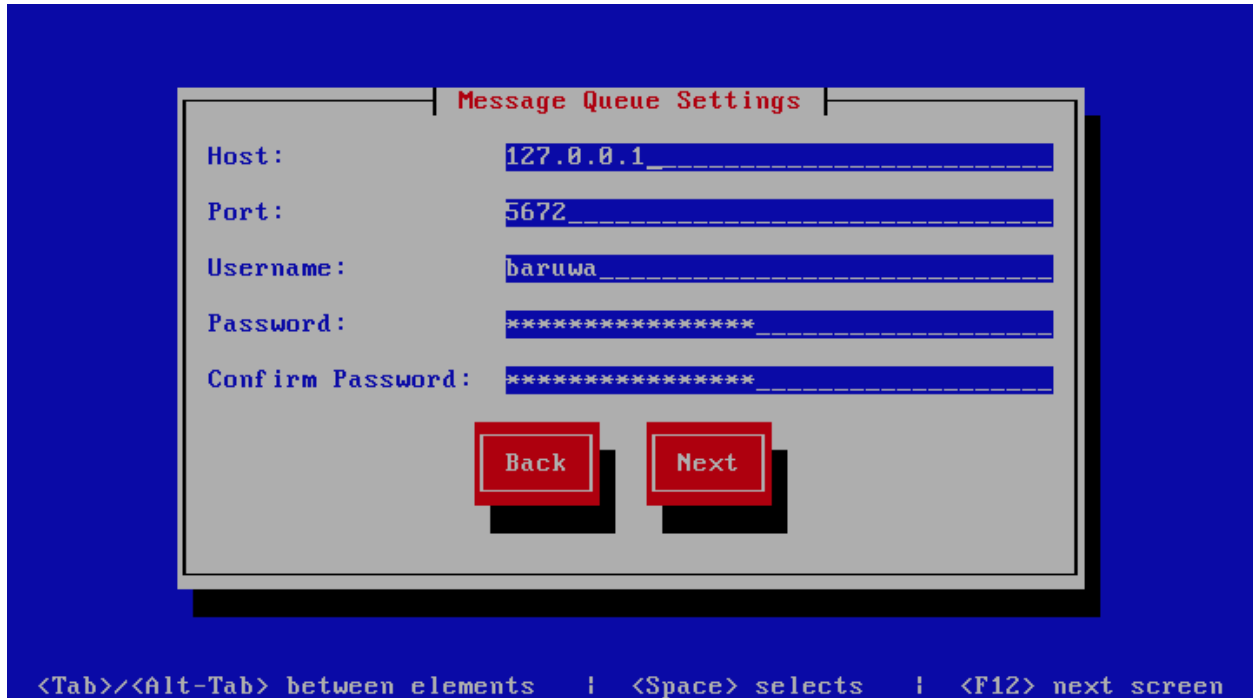 Message Queue Settings
Host: 127.0.0.1
Port: 5672
Username: baruwa
Password: ****************
Confirm Password: ****************
Back Next
<Tab>/<Alt-Tab> between elements | <Space> selects | <F12> next screen